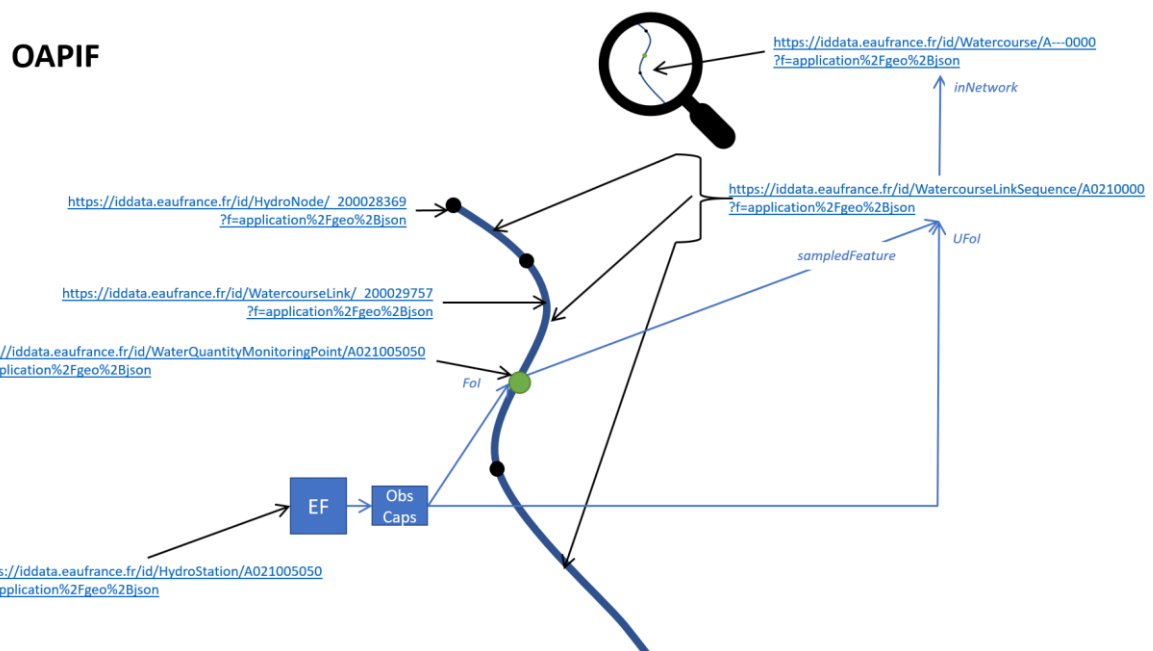 OAPIF
https://iddata.eaufrance.fr/id/Watercourse/A---0000
?f=application%2Fgeo%2Bjson
inNetwork
https://iddata.eaufrance.fr/id/HydroNode/_200028369
?f=application%2Fgeo%2Bjson
https://iddata.eaufrance.fr/id/WatercourseLinkSequence/A0210000
?f=application%2Fgeo%2Bjson
UFoI
sampledFeature
https://iddata.eaufrance.fr/id/WatercourseLink/_200029757
?f=application%2Fgeo%2Bjson
://iddata.eaufrance.fr/id/WaterQuantityMonitoringPoint/A021005050
plication%2Fgeo%2Bjson
FoI
EF
Obs
Caps
s://iddata.eaufrance.fr/id/HydroStation/A021005050
pplication%2Fgeo%2Bjson